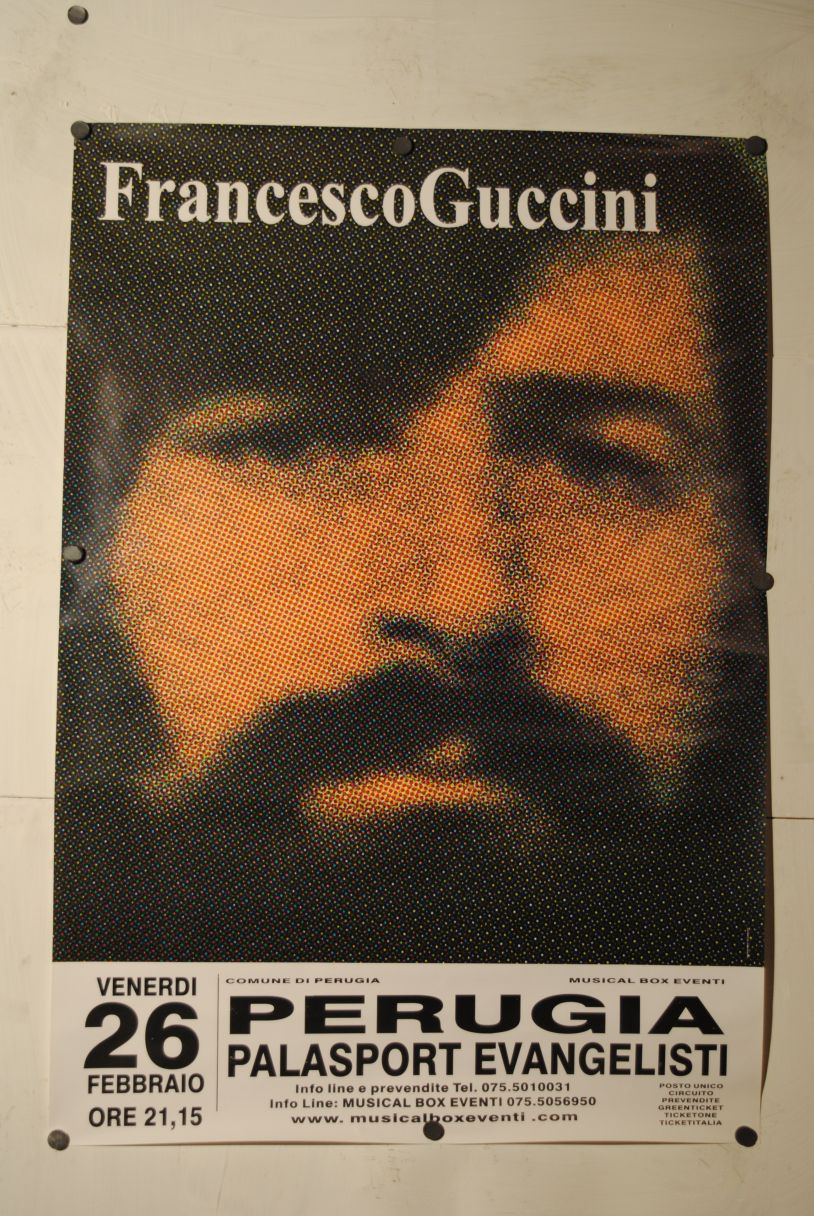 FrancescoGuccini
VENERDI
26
FEBBRAIO
ORE 21,15
COMUNE DI PERUGIA
MUSICAL BOX EVENTI
PERUGIA
PALASPORT EVANGELISTI
Info line e prevendite Tel. 075.5010031
Info Line: MUSICAL BOX EVENTI 075.5056950
www. musicalboxeventi .com
POSTO UNICO
CIRCUITO
PREVENDITE
GREENTICKET
TICKETONE
TICKETITALIA